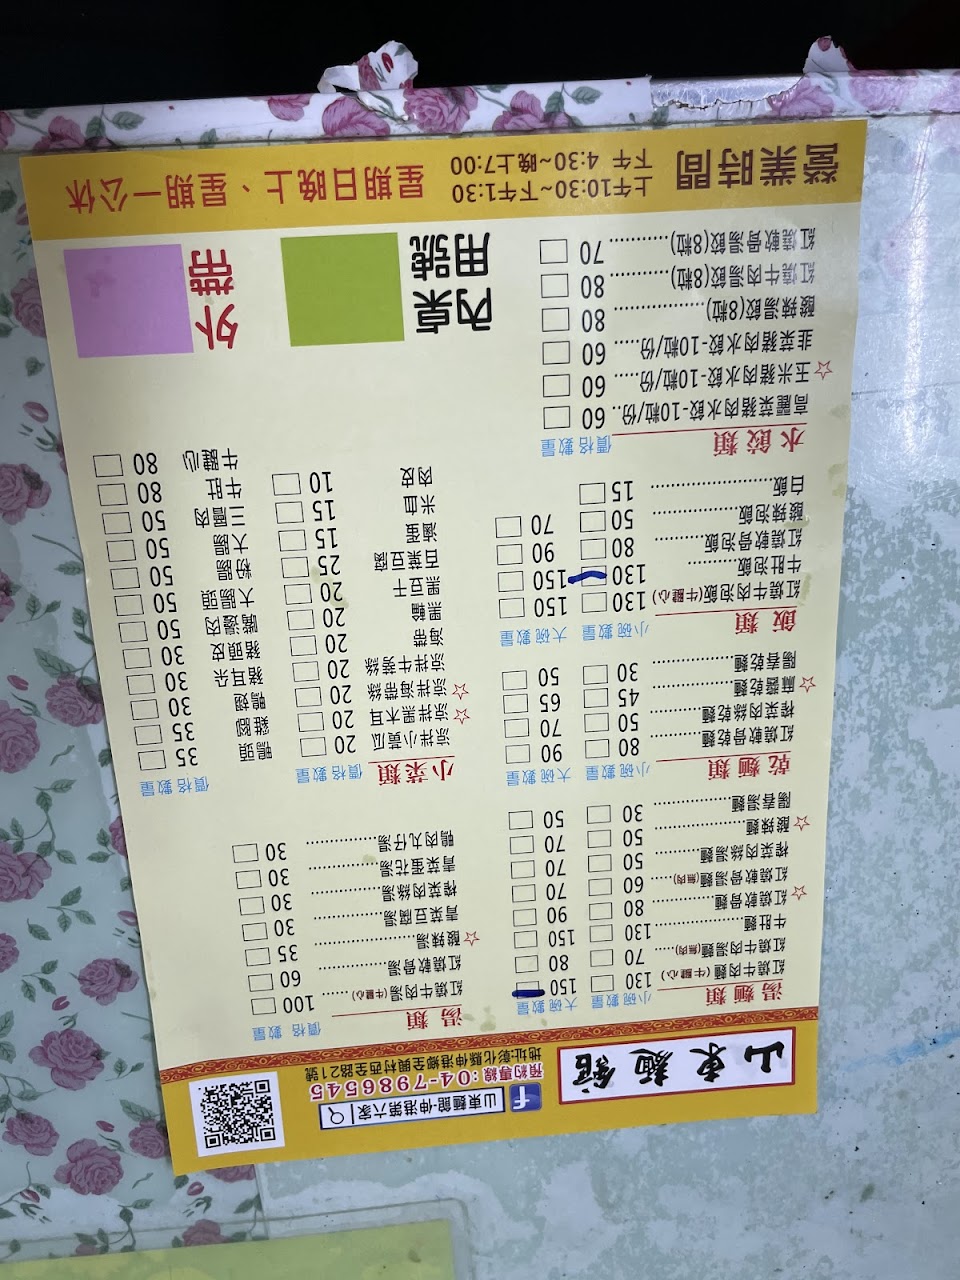 山東麵館
山東麵館-伸港第六家
預約專線:04-7986545
地址:彰化縣伸港鄉全興村西全路21號
湯麵類 小碗 數量 大碗 數量
紅燒牛肉麵(牛腱心) 130 150
紅燒牛肉湯麵(無肉) 70 80
牛肚麵 130 150
☆紅燒軟骨麵 80 90
紅燒軟骨湯麵(無肉) 60 70
榨菜肉絲湯麵 50 70
☆酸辣麵 50 70
陽春湯麵 30 50
乾麵類 小碗 數量 大碗 數量
紅燒軟骨乾麵 80 90
榨菜肉絲乾麵 50 70
☆麻醬乾麵 45 65
陽春乾麵 30 50
飯類 小碗 數量 大碗 數量
紅燒牛肉泡飯(牛腱心) 130 150
牛肚泡飯 130 150
紅燒軟骨泡飯 80 90
酸辣泡飯 50 70
白飯 15
水餃類 價格 數量
高麗菜豬肉水餃-10粒/份 60
☆玉米豬肉水餃-10粒/份 60
韭菜豬肉水餃-10粒/份 60
酸辣湯餃(8粒) 80
紅燒牛肉湯餃(8粒) 80
紅燒軟骨湯餃(8粒) 70
湯類 價格 數量
紅燒牛肉湯(牛腱心) 100
紅燒軟骨湯 60
☆酸辣湯 35
青菜豆腐湯 30
榨菜肉絲湯 30
青菜蛋花湯 30
鴨肉丸仔湯 30
小菜類 價格 數量
涼拌小黃瓜 20
☆涼拌黑木耳 20
☆涼拌海帶絲 20
涼拌牛蒡絲 20
海帶 20
黑輪 20
黑豆干 20
百菜豆腐 25
滷蛋 15
米血 15
肉皮 10
價格 數量
鴨頭 35
雞腳 35
鴨翅 30
豬耳朵 30
豬頭皮 30
嘴邊肉 50
大腸頭 50
粉腸 50
大腸 50
三層肉 50
牛肚 80
牛腱心 80
內用
桌號
外帶
營業時間
上午10:30~下午1:30
下午 4:30~晚上7:00
星期日晚上、星期一公休